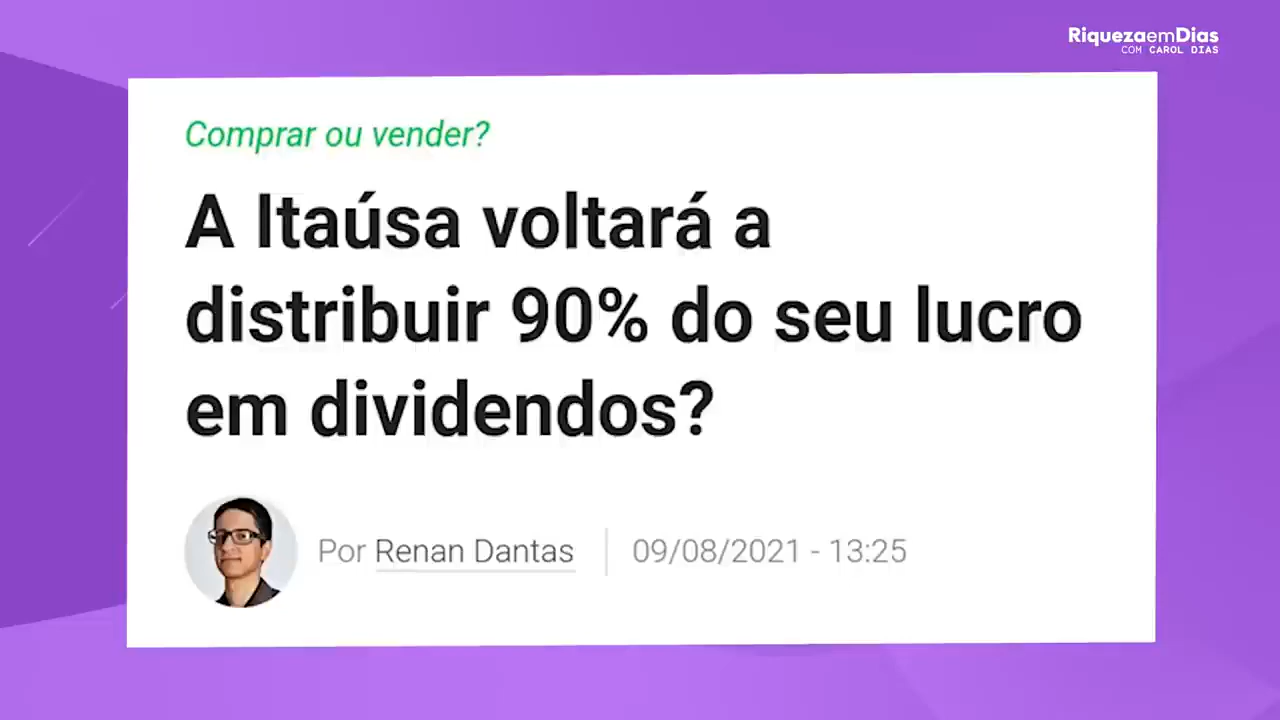 RiquezaemDias
COM CAROL DIAS
Comprar ou vender?
A Itaúsa voltará a
distribuir 90% do seu lucro
em dividendos?
Por Renan Dantas
09/08/2021 - 13:25